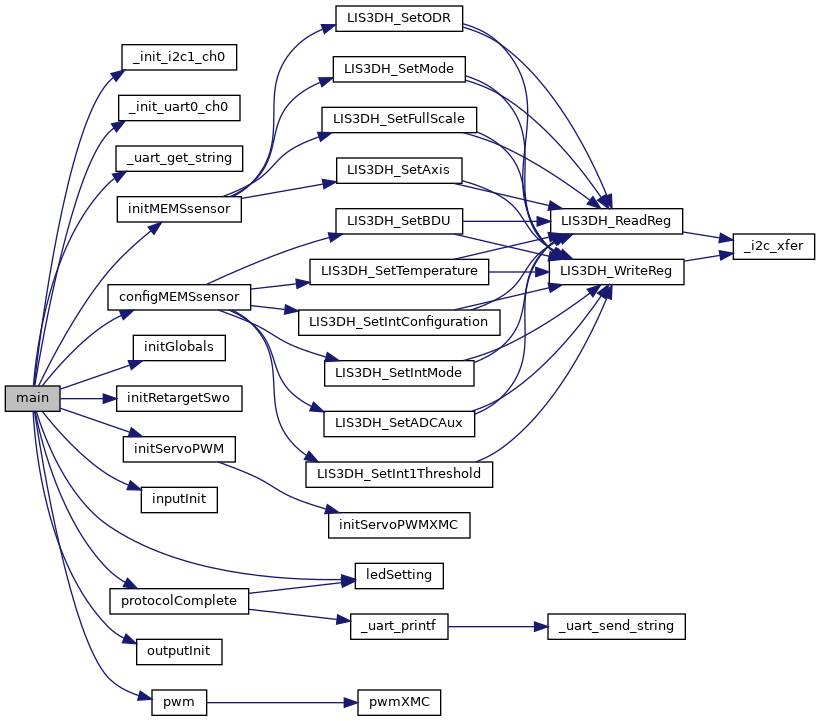 main
_init_i2c1_ch0
_init_uart0_ch0
_uart_get_string
initMEMSsensor
configMEMSsensor
initGlobals
initRetargetSwo
initServoPWM
inputInit
protocolComplete
outputInit
pwm
LIS3DH_SetODR
LIS3DH_SetMode
LIS3DH_SetFullScale
LIS3DH_SetAxis
LIS3DH_SetBDU
LIS3DH_SetTemperature
LIS3DH_SetIntConfiguration
LIS3DH_SetIntMode
LIS3DH_SetADCAux
LIS3DH_SetInt1Threshold
initServoPWMXMC
ledSetting
_uart_printf
pwmXMC
LIS3DH_ReadReg
LIS3DH_WriteReg
_uart_send_string
_i2c_xfer